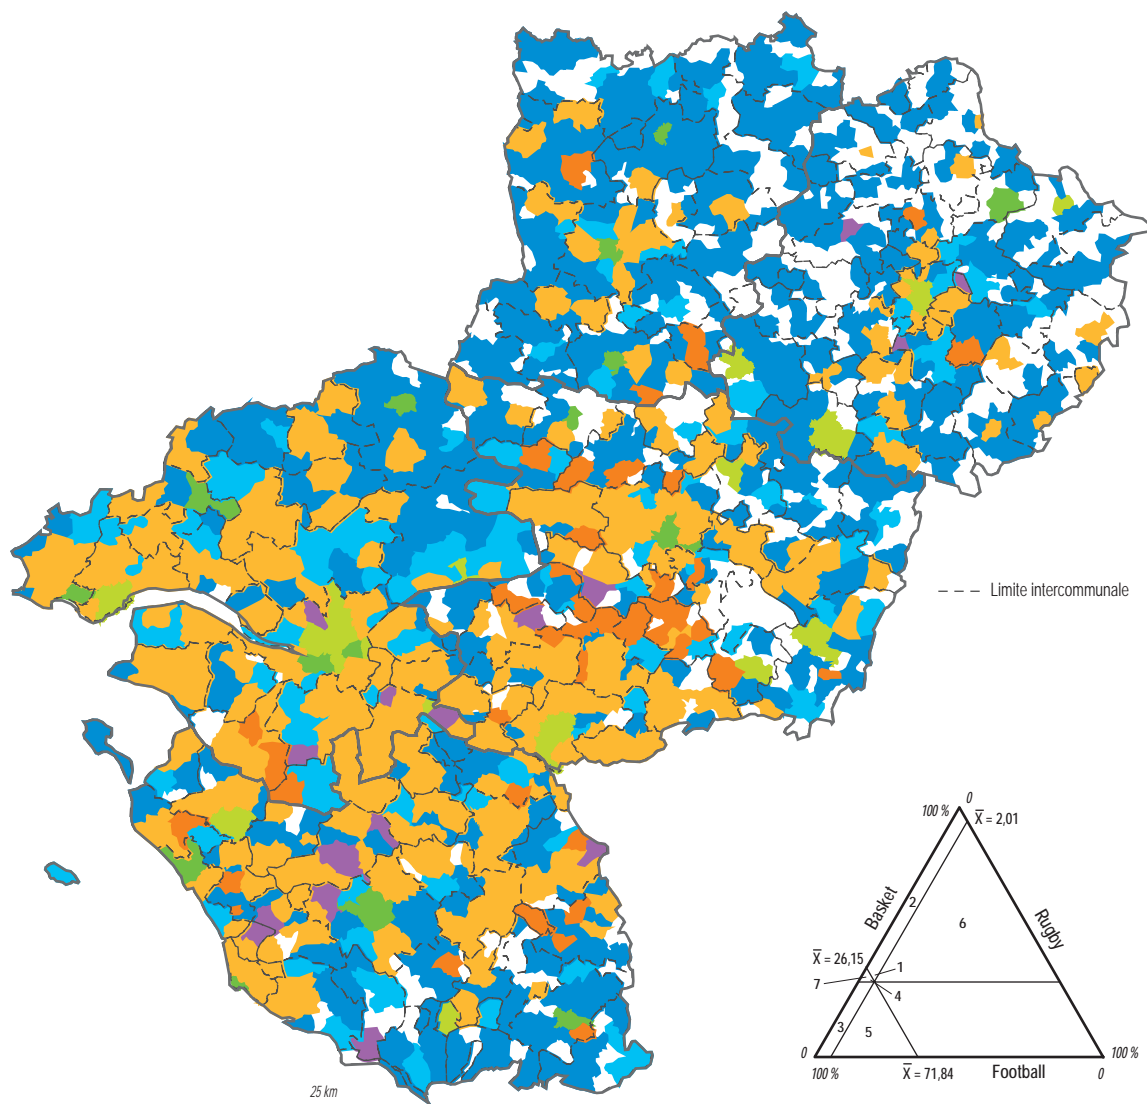 Limite intercommunale
0
100 %
X̅ = 2,01
Basket
2
Rugby
6
X̅ = 26,15
1
7
4
3
5
0
100 %
100 %
X̅ = 71,84
Football
0
25 km